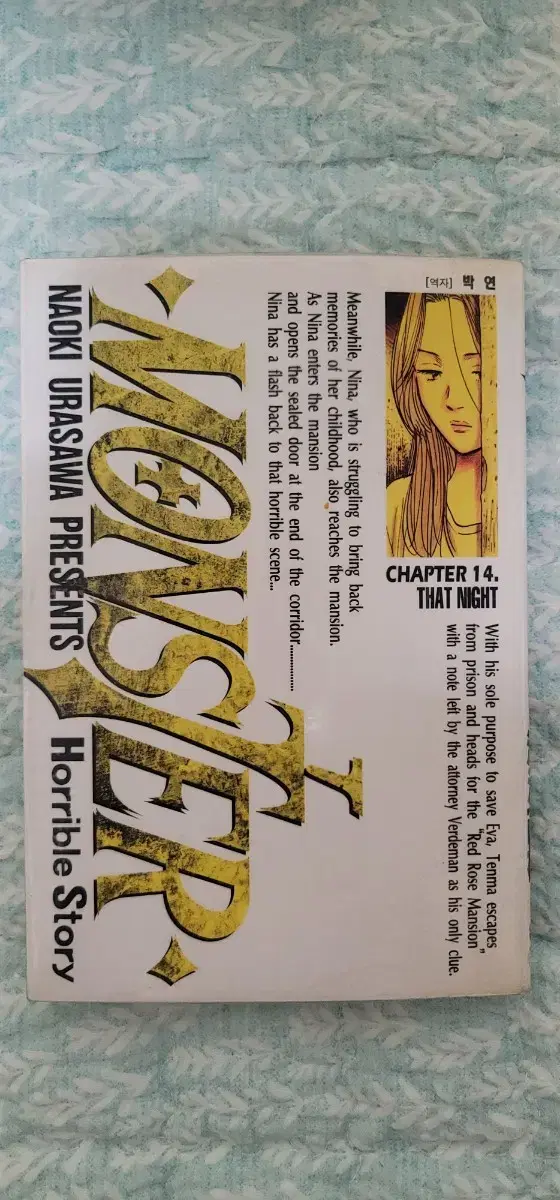 [역자] 박 연
CHAPTER 14.
THAT NIGHT
With his sole purpose to save Eva, Tenma escapes
from prison and heads for the "Red Rose Mansion"
with a note left by the attorney Verdeman as his only clue.
Meanwhile, Nina, who is struggling to bring back
memories of her childhood, also reaches the mansion.
As Nina enters the mansion
and opens the sealed door at the end of the corridor..............
Nina has a flash back to that horrible scene...
MONSTER
NAOKI URASAWA PRESENTS Horrible Story